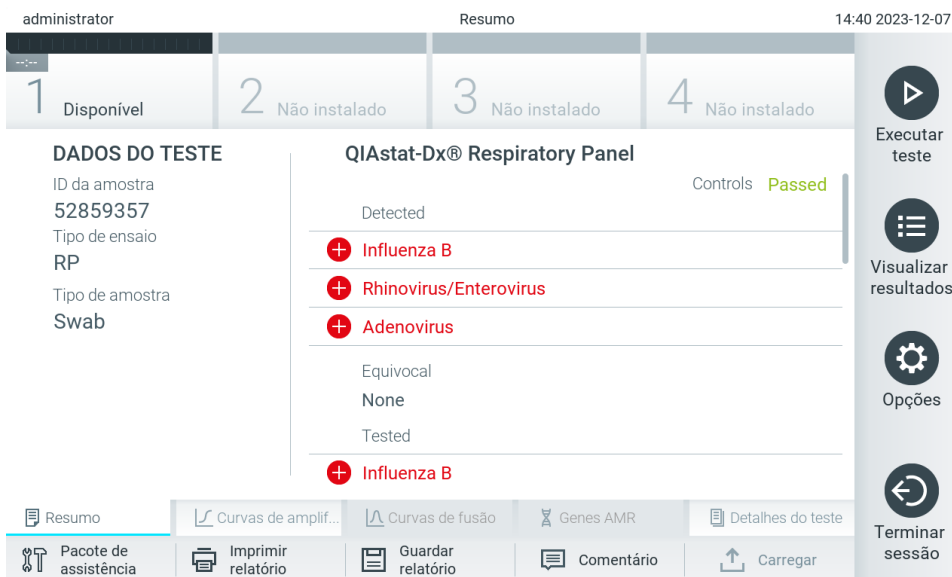 administrator
Resumo
14:40 2023-12-07
--:--
1 Disponível
2 Não instalado
3 Não instalado
4 Não instalado
Executar
teste
DADOS DO TESTE
ID da amostra
52859357
Tipo de ensaio
RP
Tipo de amostra
Swab
QIAstat-Dx® Respiratory Panel
Controls Passed
Detected
Influenza B
Rhinovirus/Enterovirus
Adenovirus
Equivocal
None
Tested
Influenza B
Visualizar
resultados
Opções
Terminar
sessão
Resumo
Curvas de amplif...
Curvas de fusão
Genes AMR
Detalhes do teste
Pacote de
assistência
Imprimir
relatório
Guardar
relatório
Comentário
Carregar